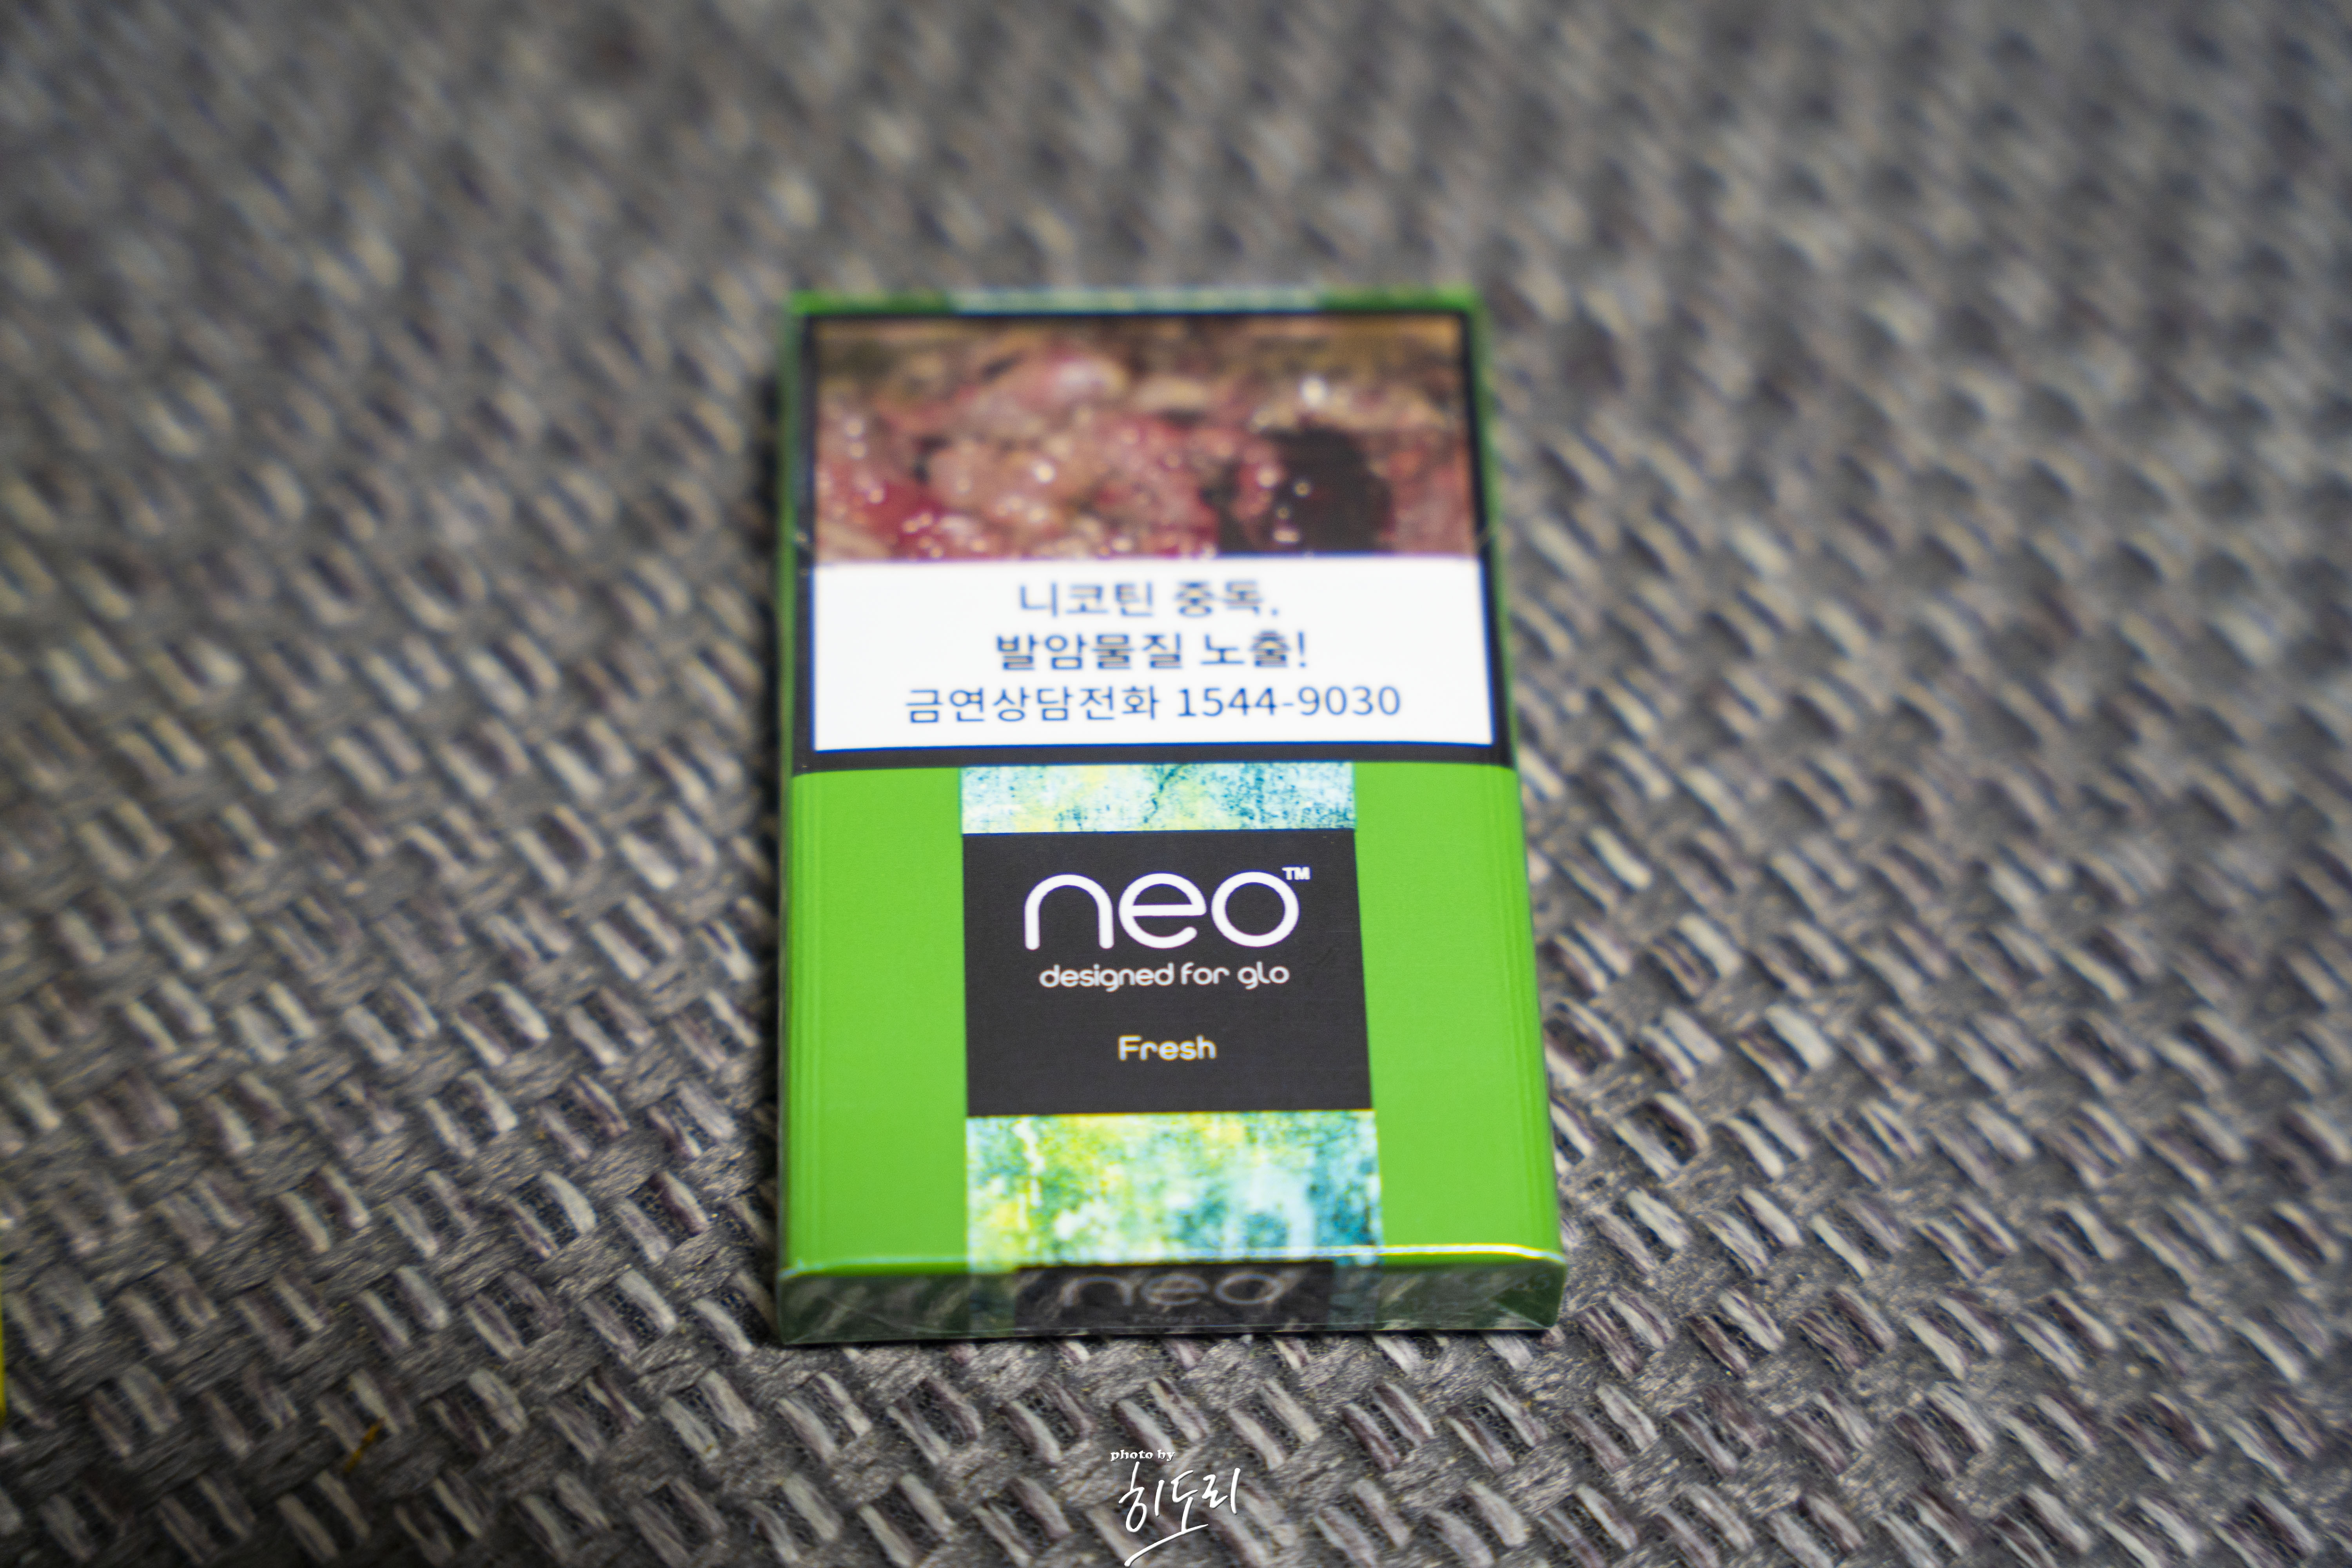 니코틴 중독,
발암물질 노출!
금연상담전화 1544-9030
neo™
designed for glo
Fresh
neo
photo by
히도리